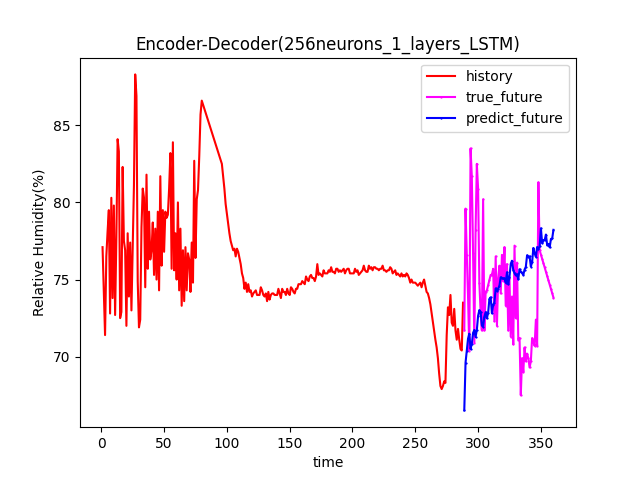 Encoder-Decoder(256neurons_1_layers_LSTM)
history
true_future
predict_future
Relative Humidity(%)
85
80
75
70
0
50
100
150
200
250
300
350
time